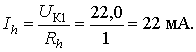 I_h = U_K1 / R_h = 22,0 / 1 = 22 мА.